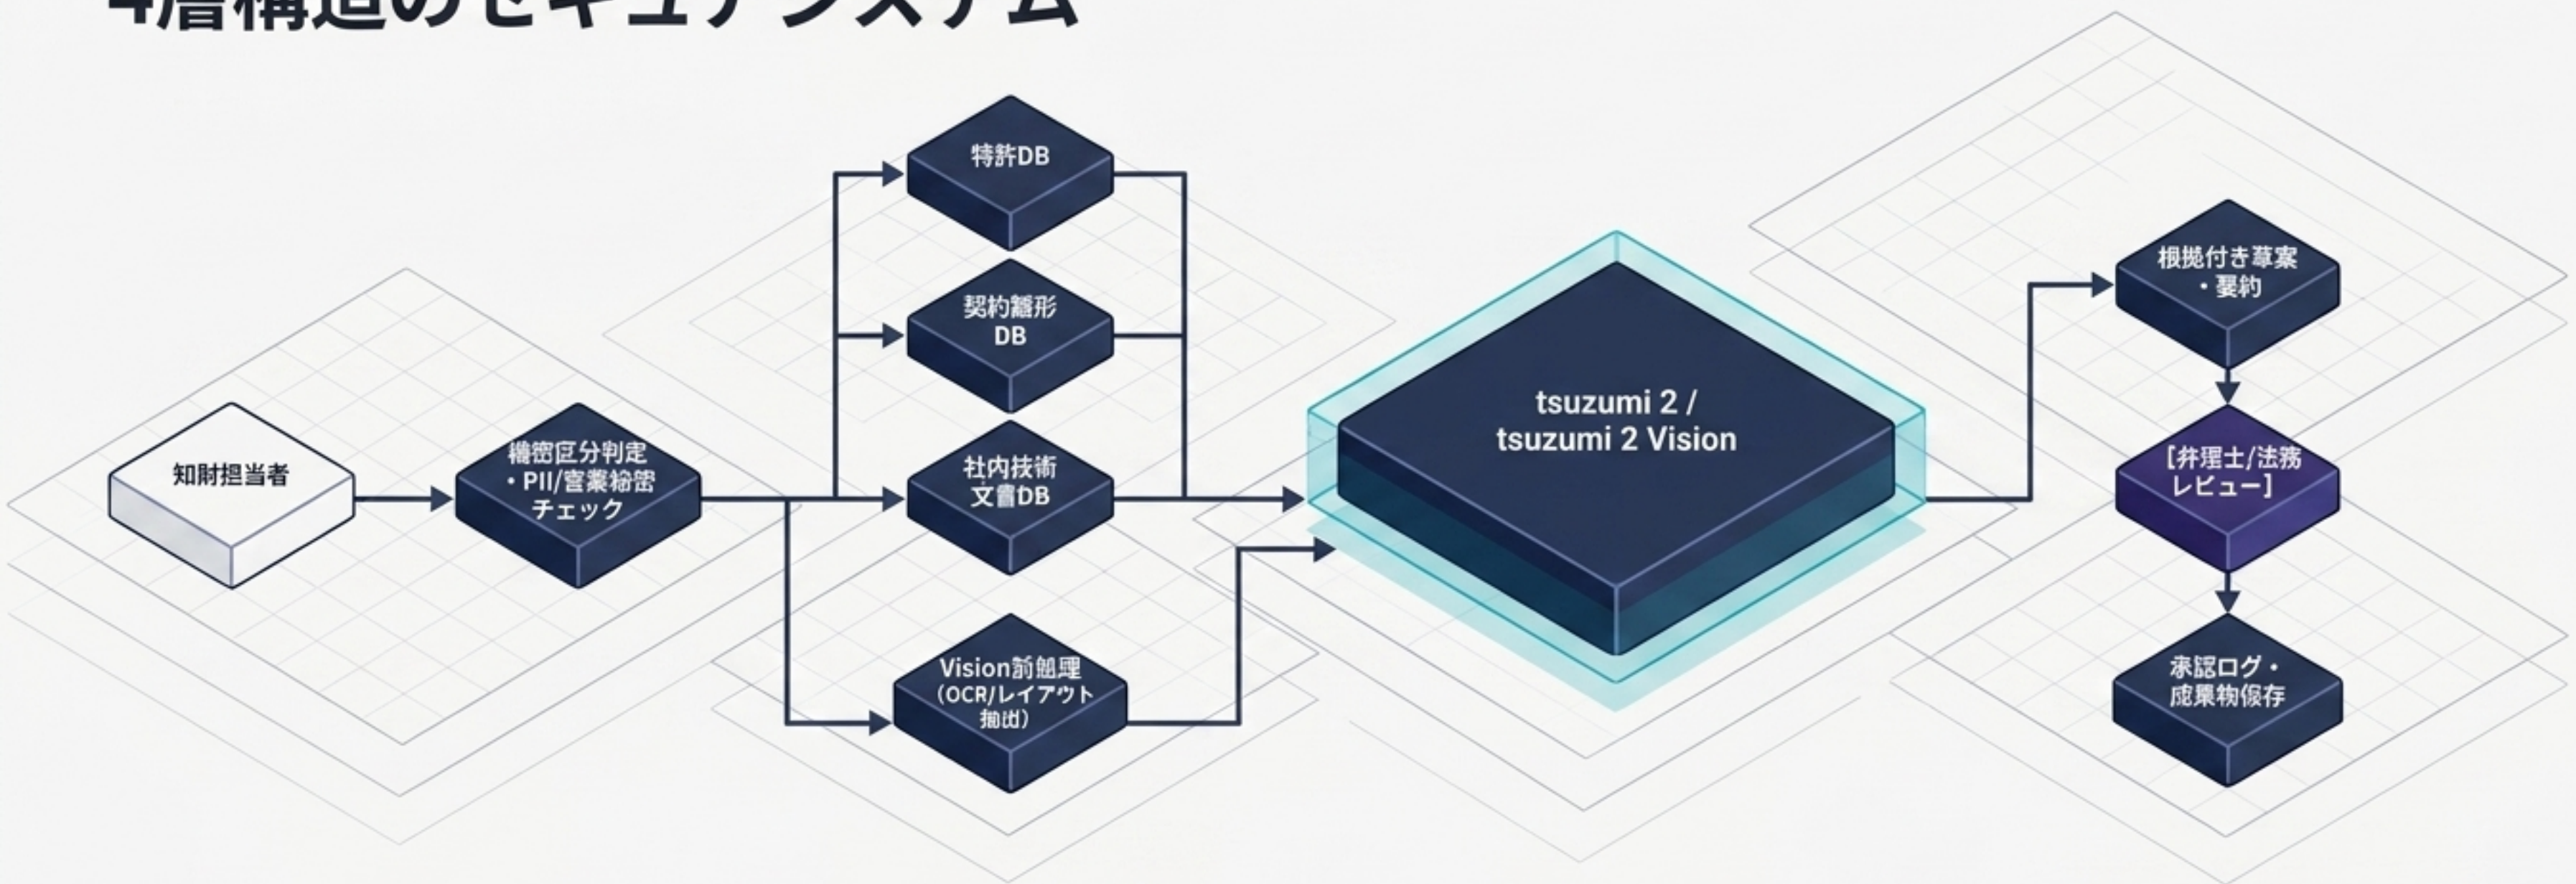 4層構造のセキュアシステム
知財担当者
機密区分判定
・PII/営業秘密
チェック
特許DB
契約雛形
DB
社内技術
文書DB
Vision前処理
（OCR/レイアウト
抽出）
tsuzumi 2 /
tsuzumi 2 Vision
根拠付き草案
・要約
[弁理士/法務
レビュー]
承認ログ・
成果物保存